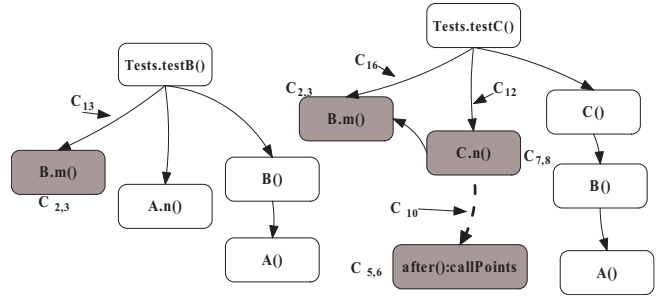 Tests.testC()
Tests.testB()
C16
C2,3
C12
C13
B.m()
C()
B.m()
C.n()
C7,8
B()
B()
C 2,3
A.n()
C 10
A()
C 5,6
after():callPoints
A()